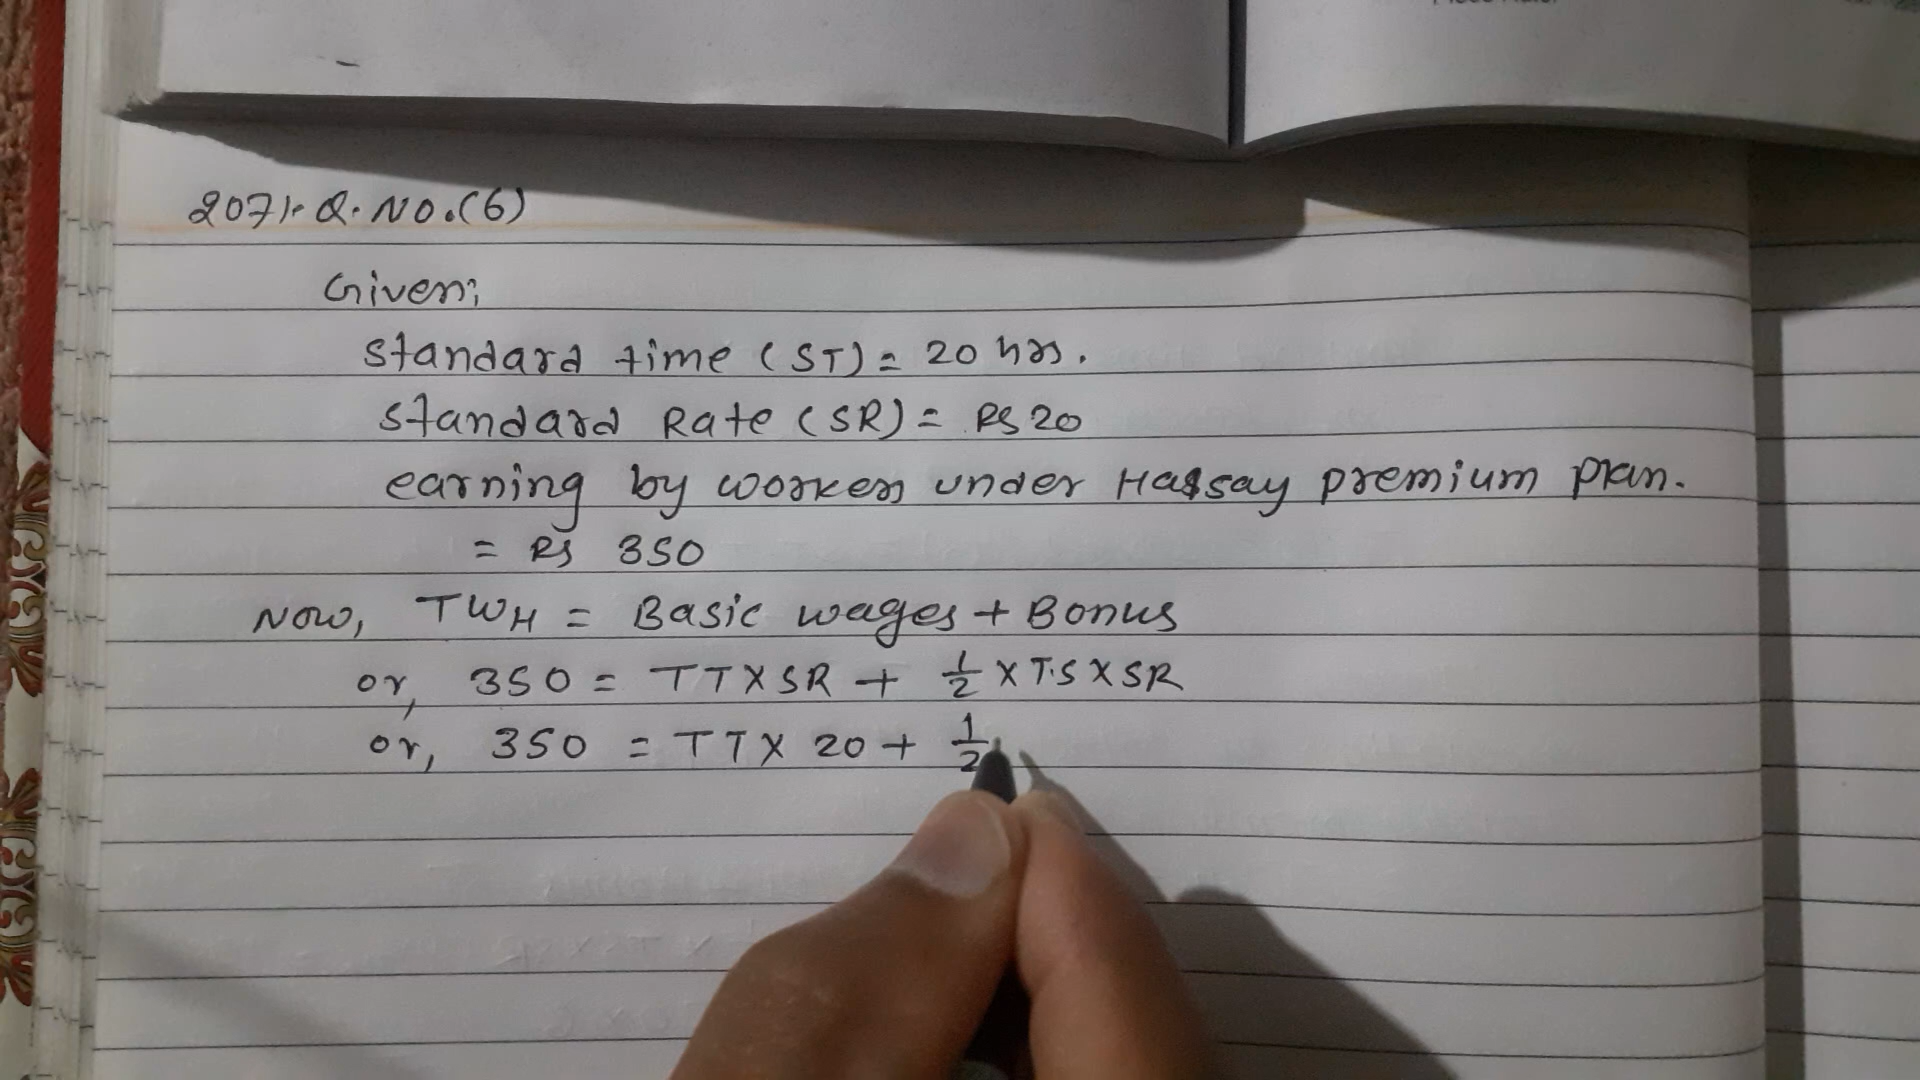 2071. Q. NO. (6)
Given;
Standard time (ST) = 20 hrs.
Standard Rate (SR) = Rs 20
earning by worker under Halsay premium plan.
= Rs 350
Now, TWH = Basic wages + Bonus
or, 350 = TT X SR + 1/2 X T.S X SR
or, 350 = TT X 20 + 1/2